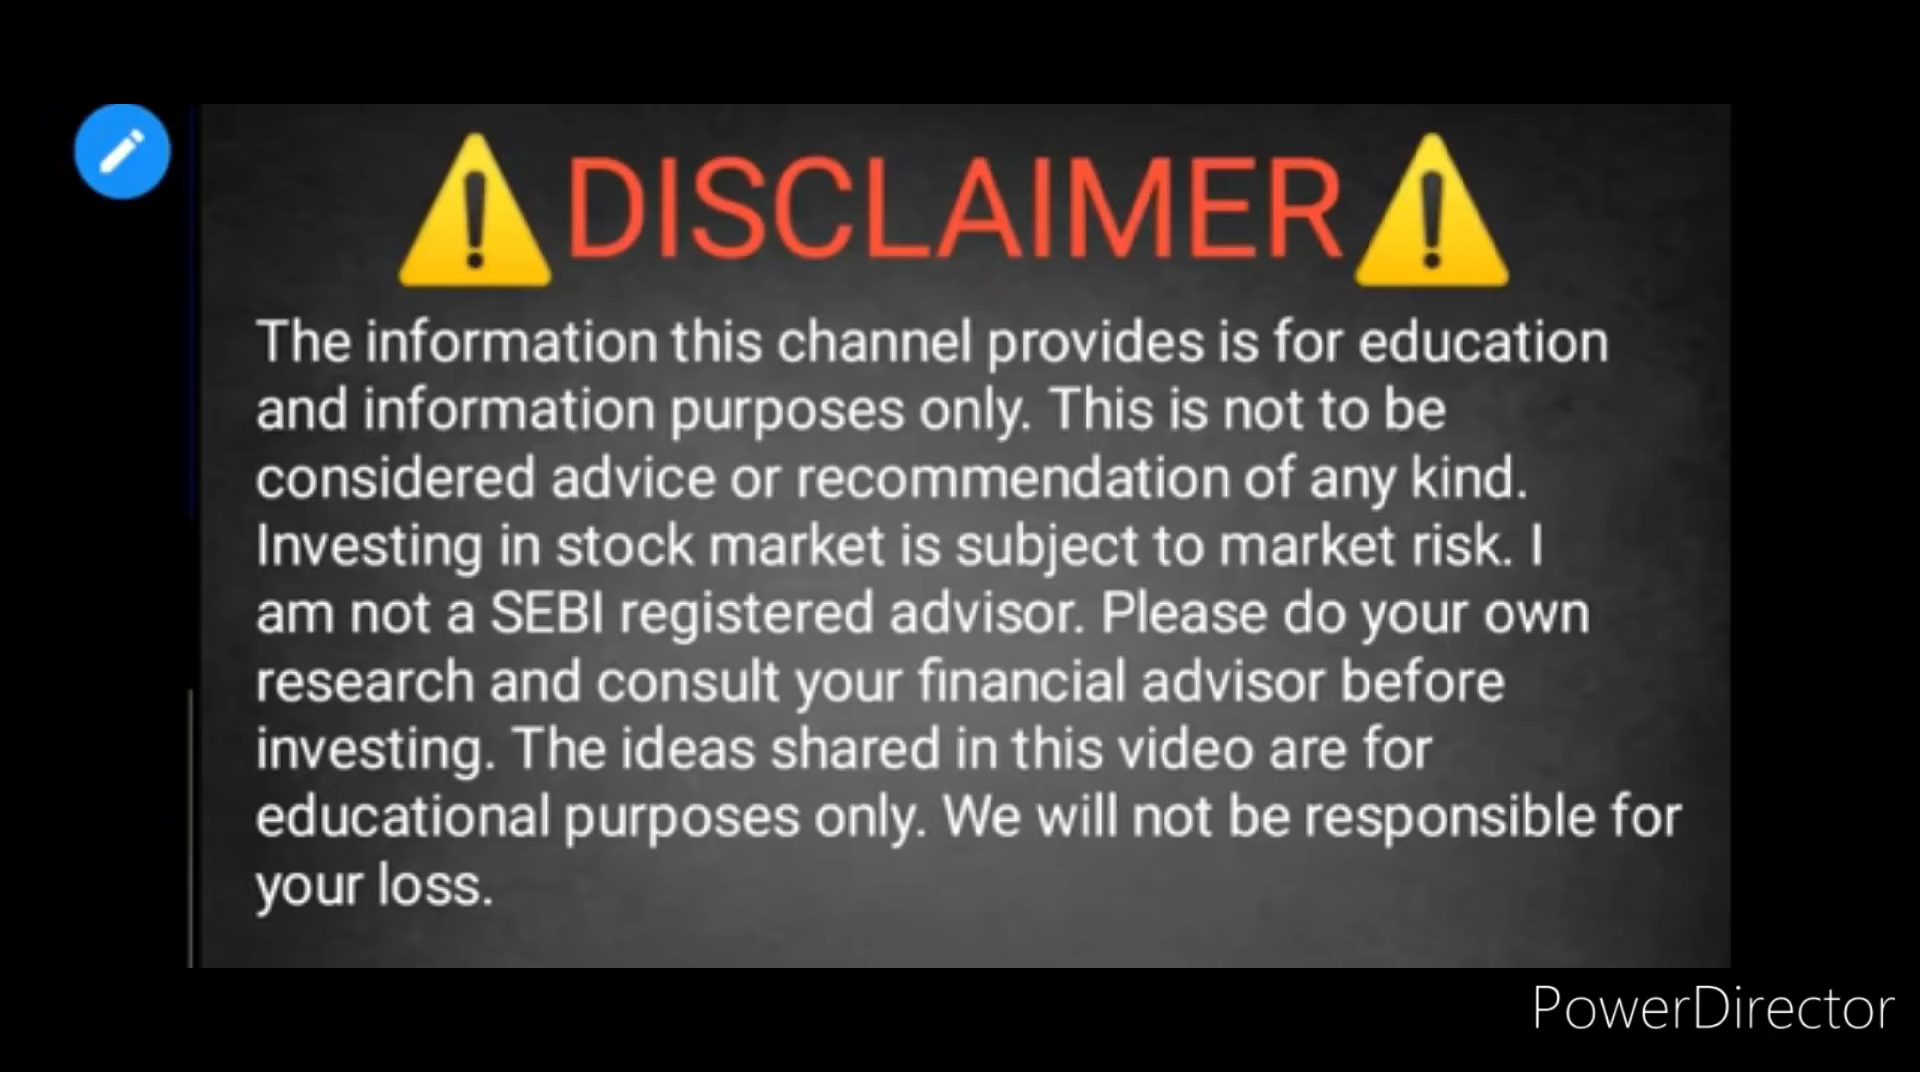 ⚠DISCLAIMER⚠
The information this channel provides is for education
and information purposes only. This is not to be
considered advice or recommendation of any kind.
Investing in stock market is subject to market risk. I
am not a SEBI registered advisor. Please do your own
research and consult your financial advisor before
investing. The ideas shared in this video are for
educational purposes only. We will not be responsible for
your loss.
PowerDirector